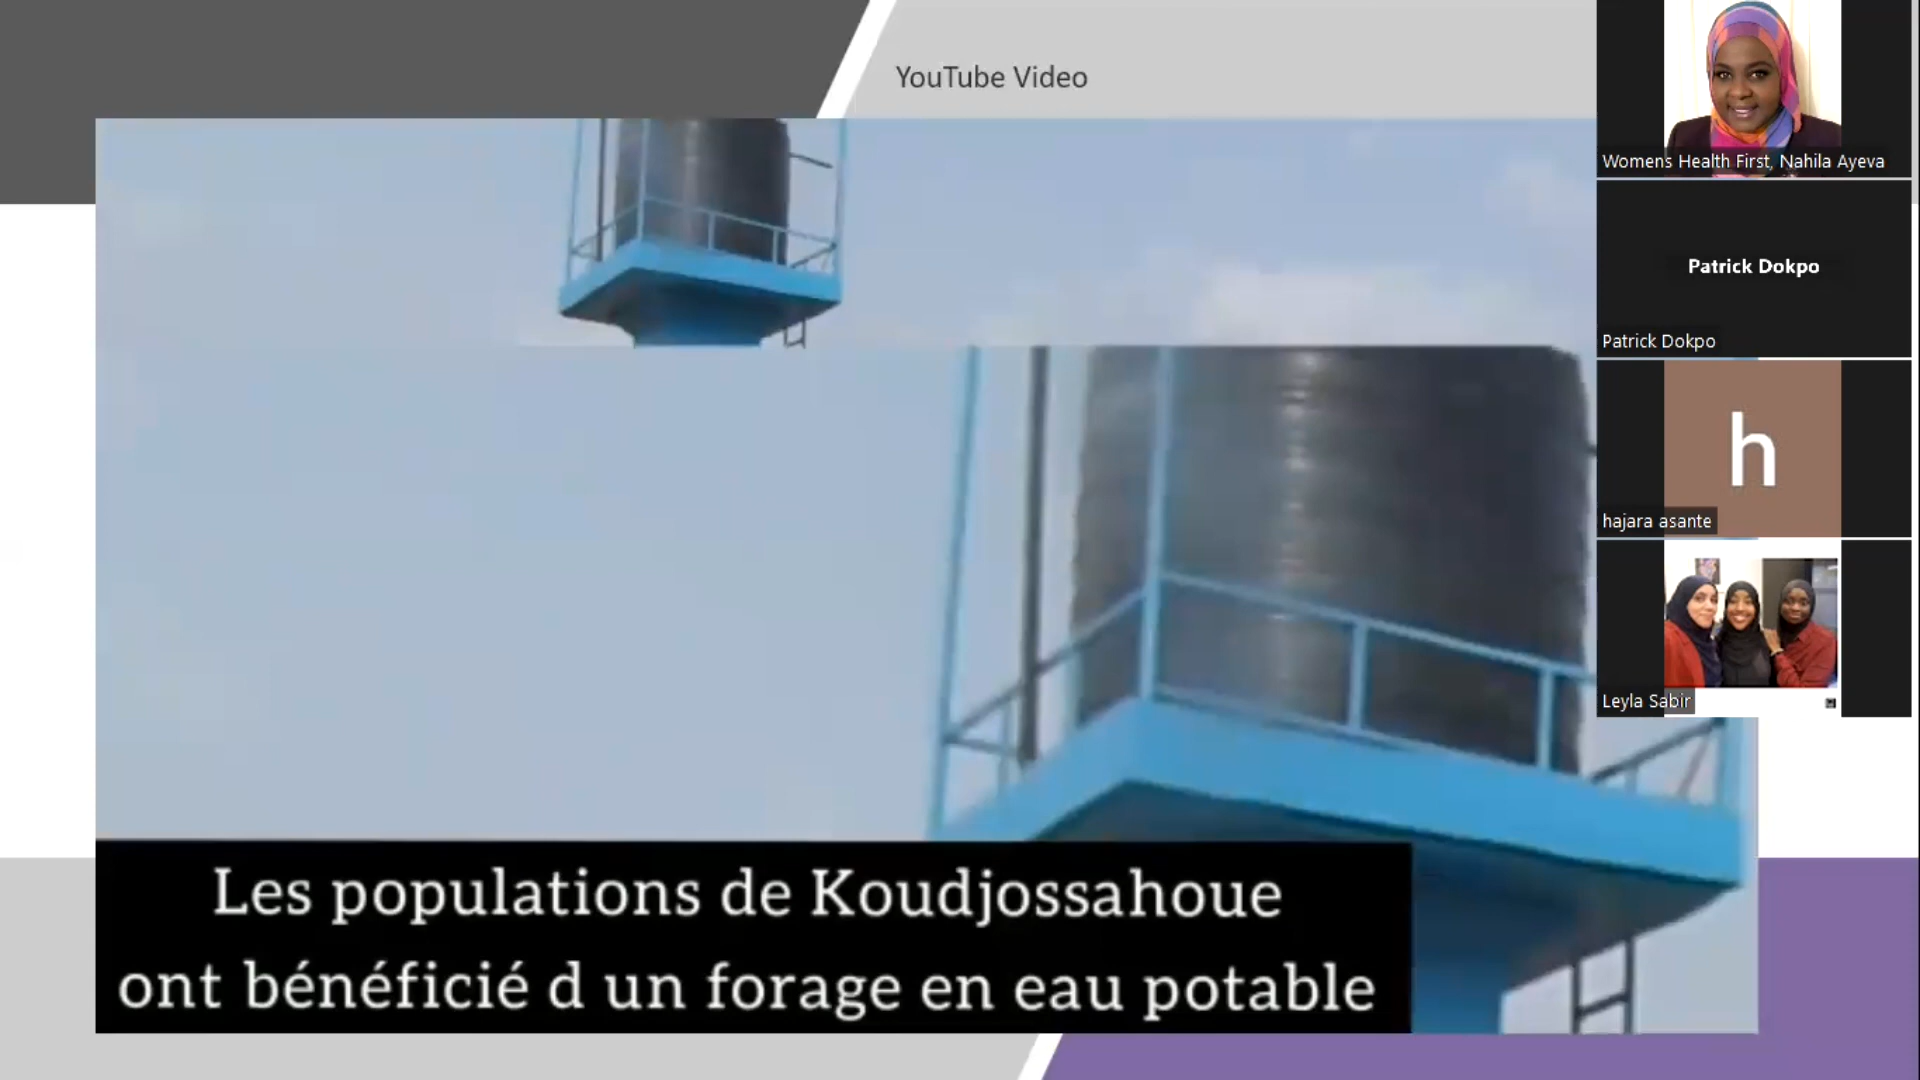 YouTube Video
Womens Health First, Nahila Ayeva
Patrick Dokpo
Patrick Dokpo
h
hajara asante
Leyla Sabir
Les populations de Koudjossahoue
ont bénéficié d un forage en eau potable